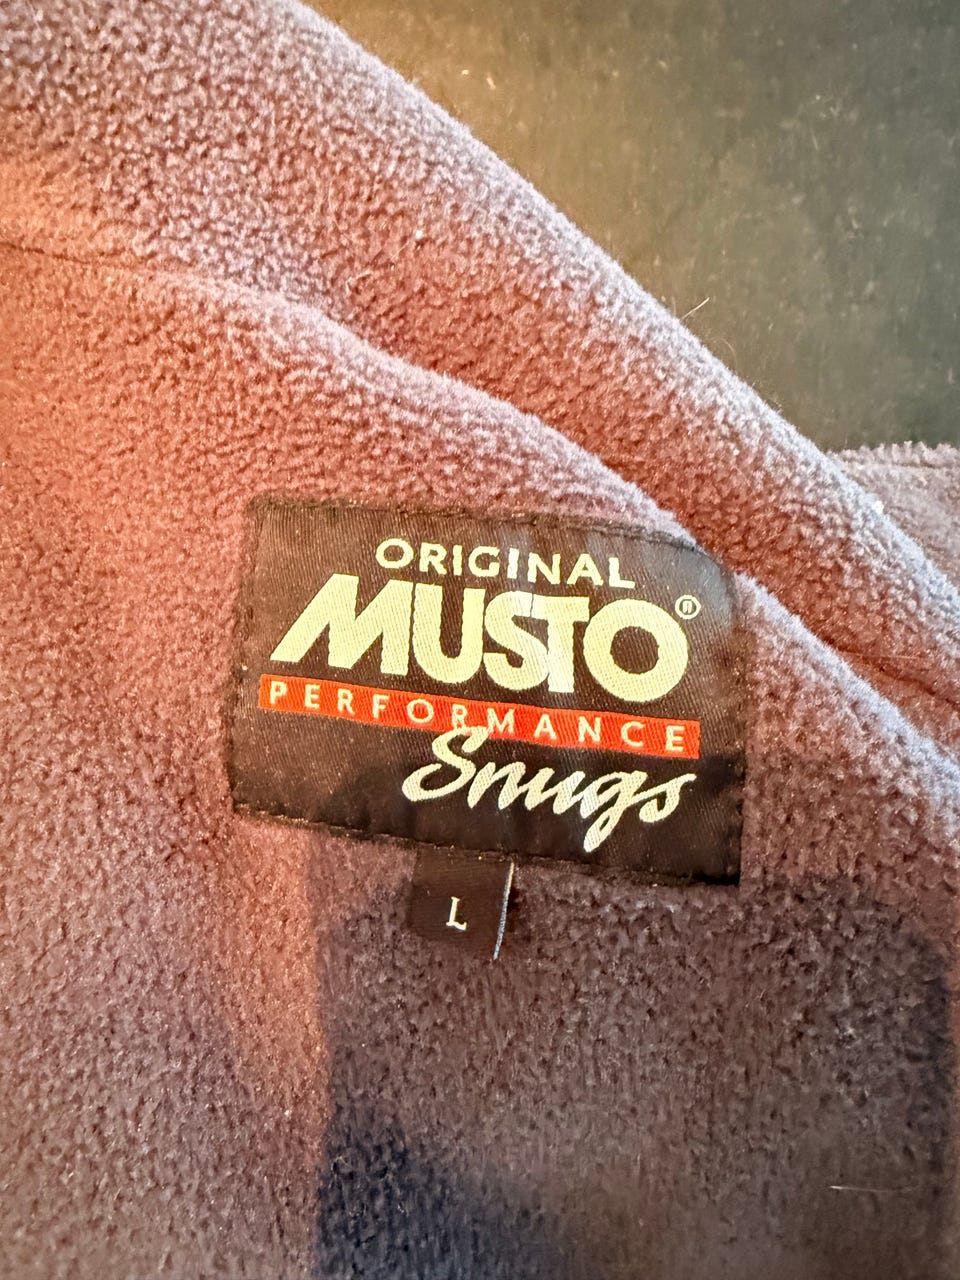 ORIGINAL
MUSTO®
PERFORMANCE
Snugs
L